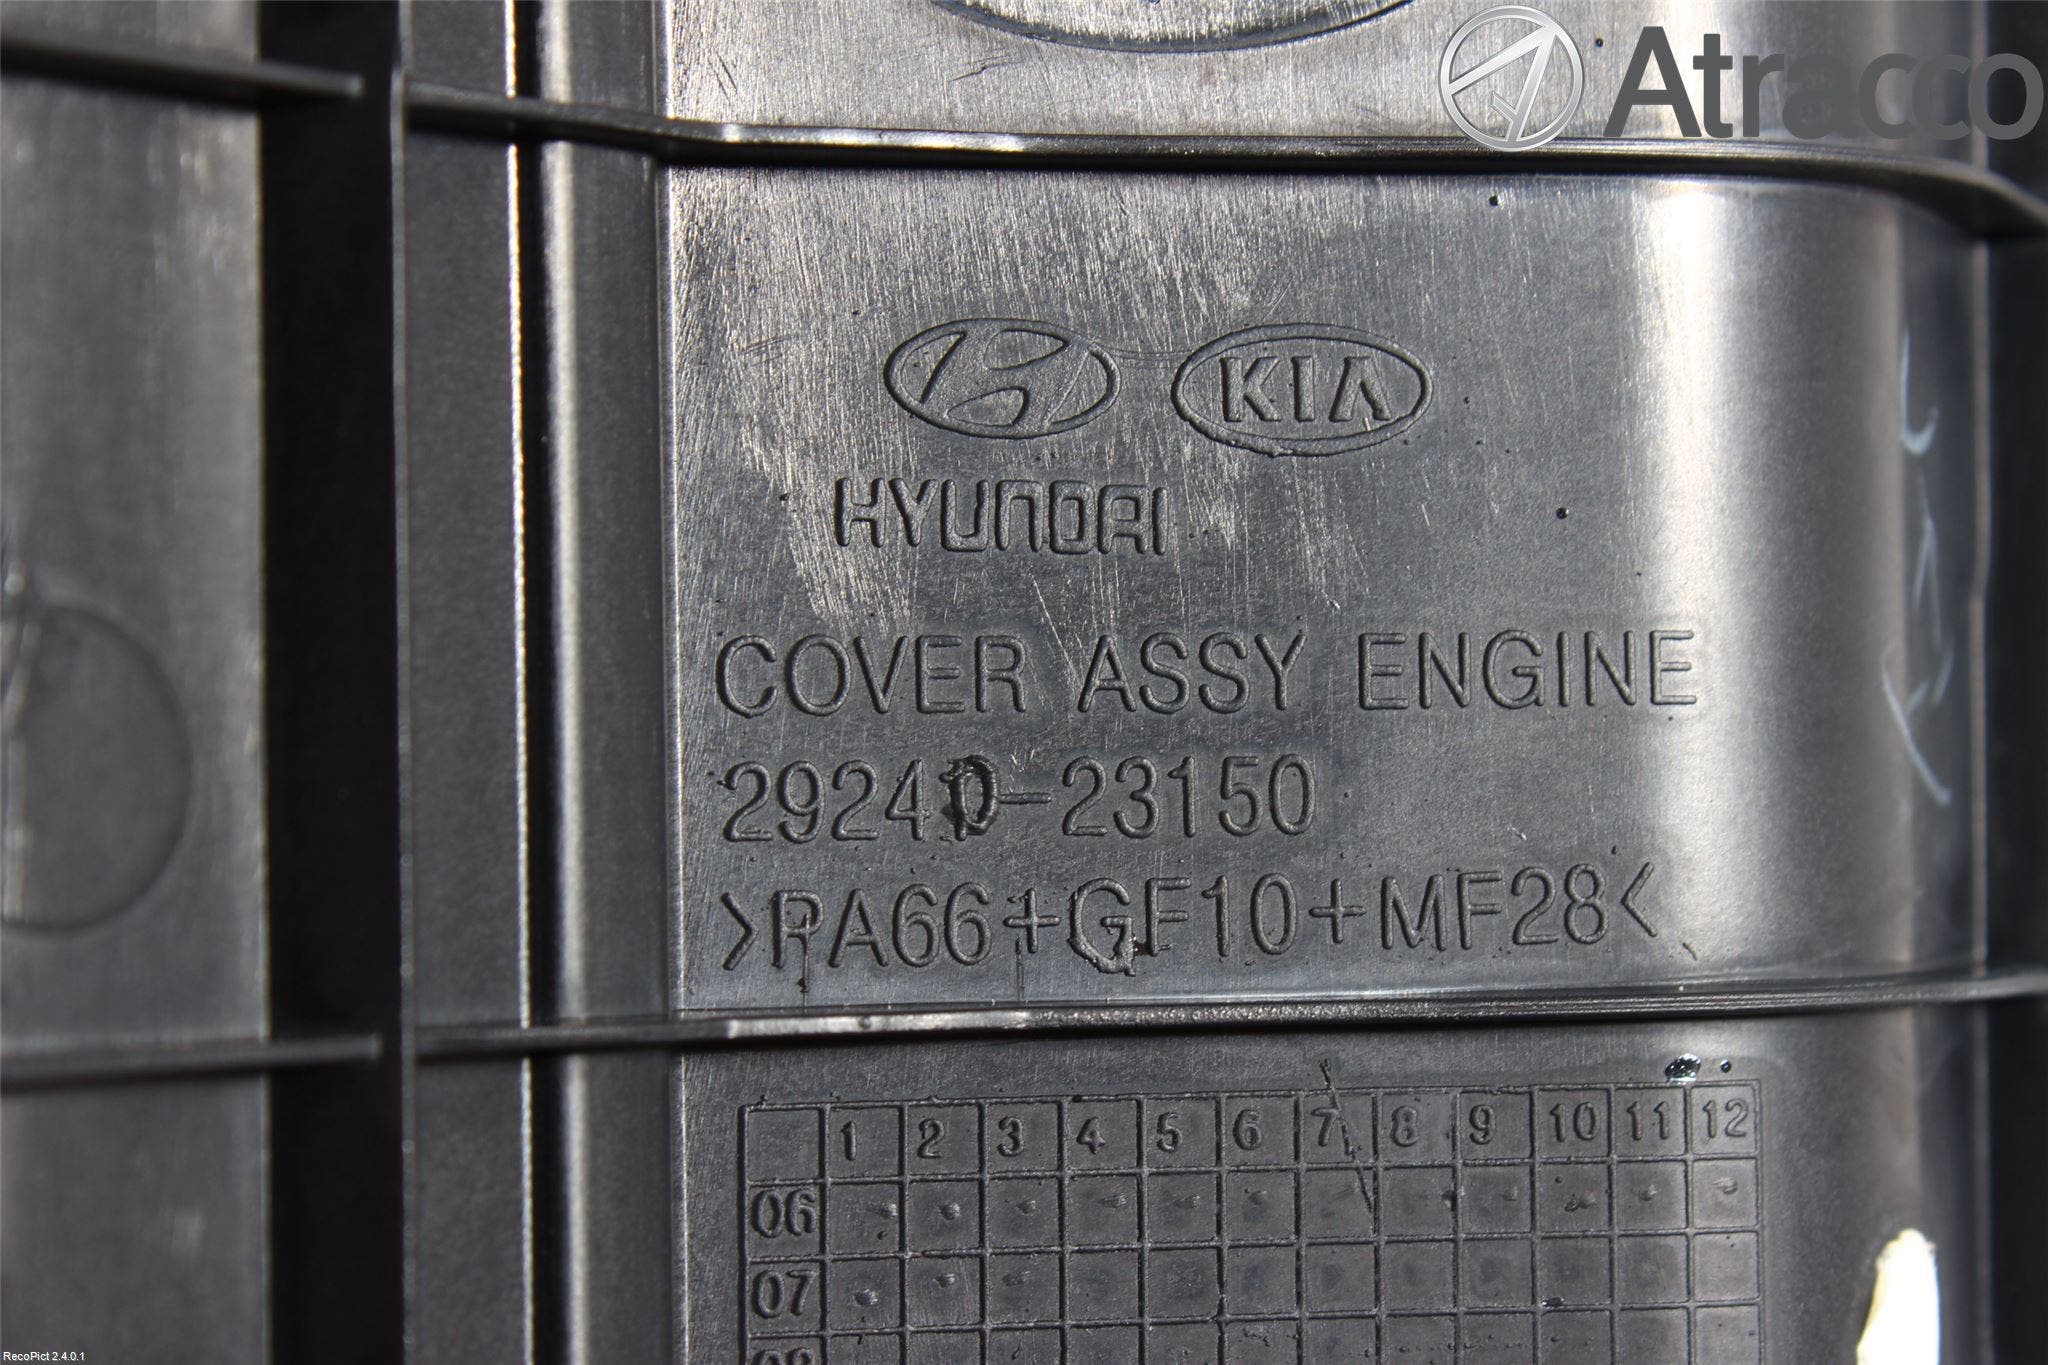 Atracco
KIA
HYUNDAI
COVER ASSY ENGINE
29240-23150
>PA66+GF10+MF28<
1 2 3 4 5 6 7 8 9 10 11 12
06
07
08
RecoPict 2.4.0.1